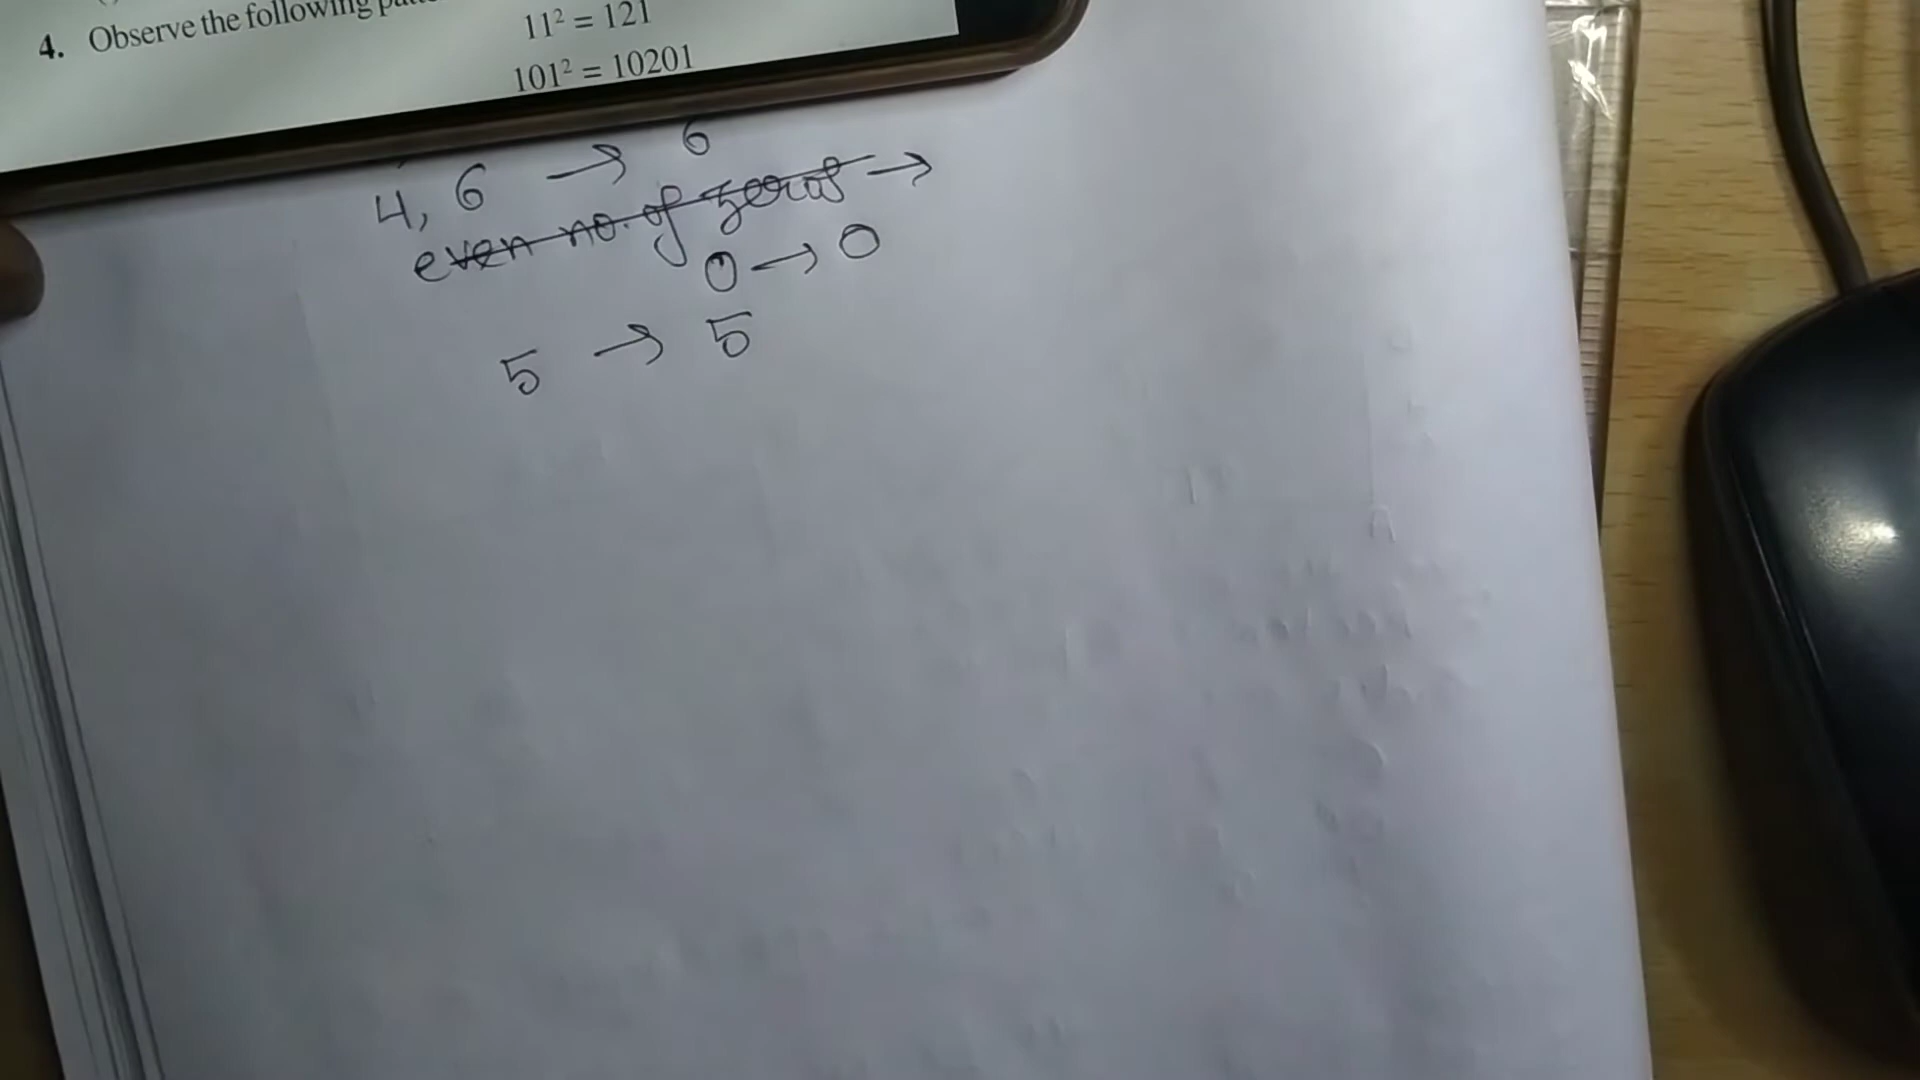 4. Observe the following
11² = 121
101² = 10201
4, 6 → 6
even no. of zeros →
0 → 0
5 → 5